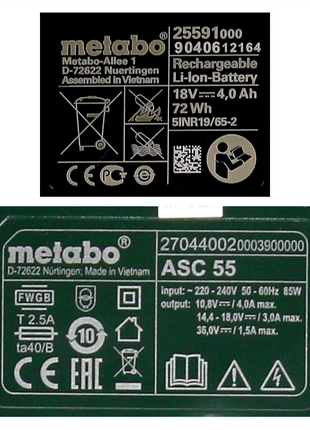 metabo®
Metabo-Allee 1
D-72622 Nuertingen
Assembled in Vietnam
25591000
9040612164
Rechargeable
Li-Ion-Battery
18V⎓4,0 Ah
72 Wh
5INR19/65-2
metabo®
D-72622 Nürtingen; Made in Vietnam
270440020003900000
ASC 55
FWGB
T 2.5A
ta40/B
10
CE EAC
input: ~ 220 - 240V 50 - 60Hz 85W
output: 10,8V⎓/ 4,0A max.
14,4 - 18,0V⎓/ 3,0A max.
36,0V⎓/ 1,5A max.